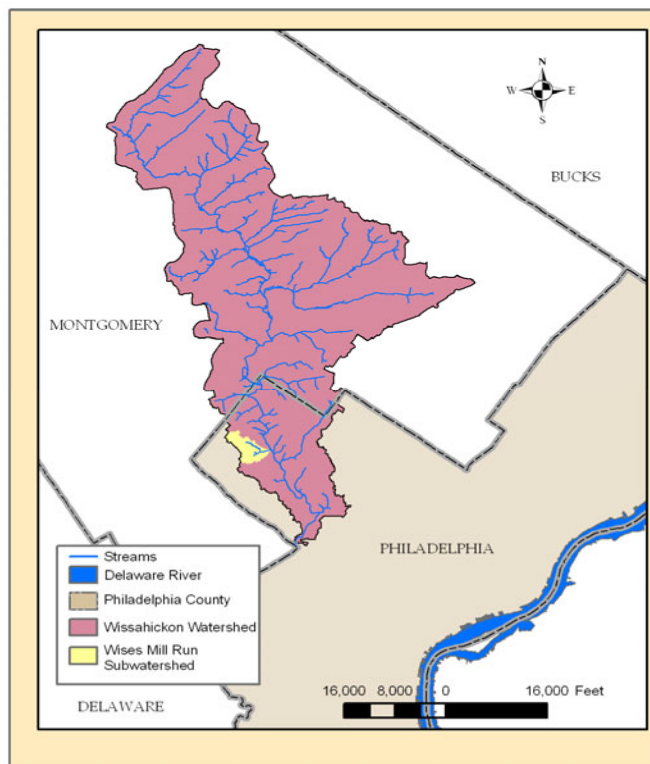 N
W
E
S
BUCKS
MONTGOMERY
PHILADELPHIA
Streams
Delaware River
Philadelphia County
Wissahickon Watershed
Wises Mill Run
Subwatershed
DELAWARE
16,000 8,000 0 16,000 Feet